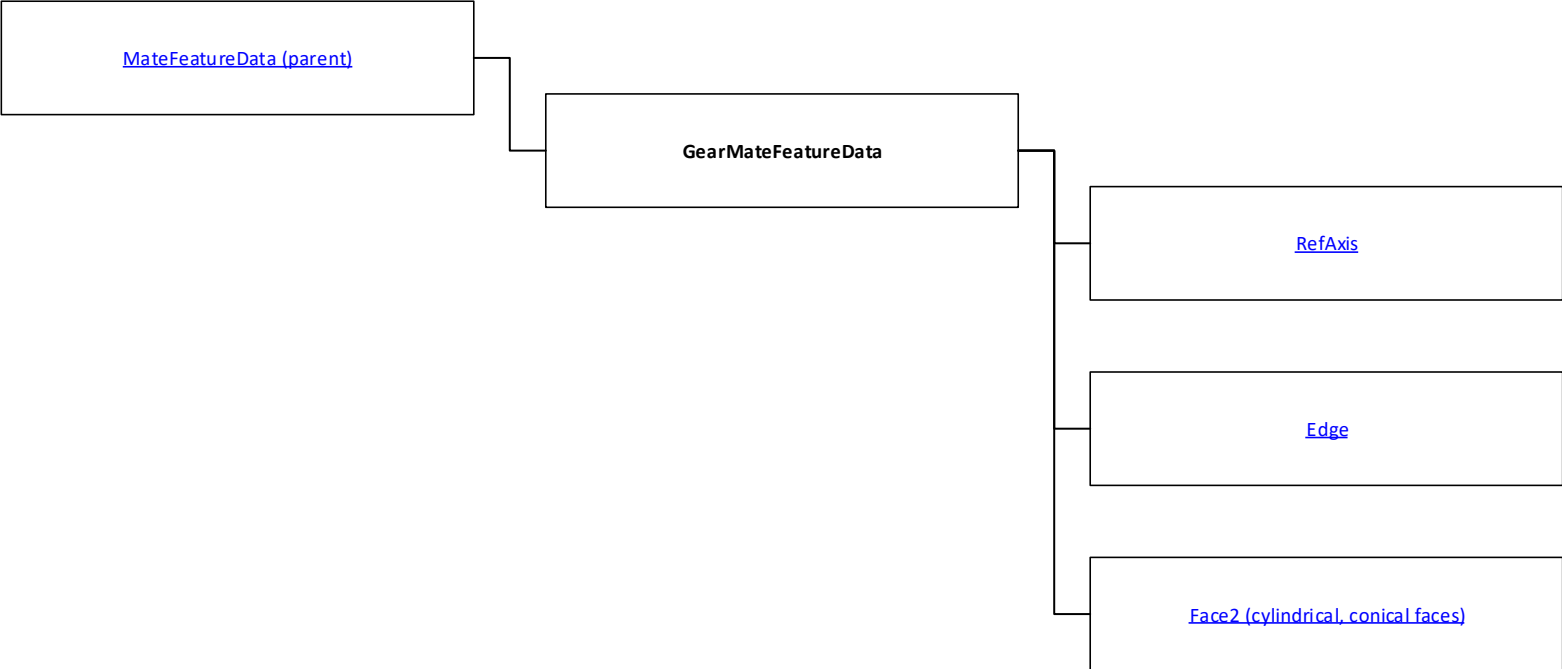 MateFeatureData (parent)
GearMateFeatureData
RefAxis
Edge
Face2 (cylindrical, conical faces)